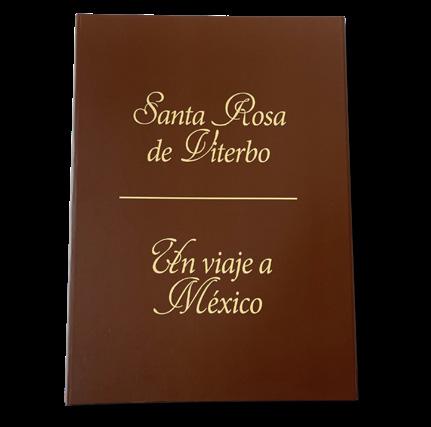 Santa Rosa
de Viterbo
Un viaje a
México